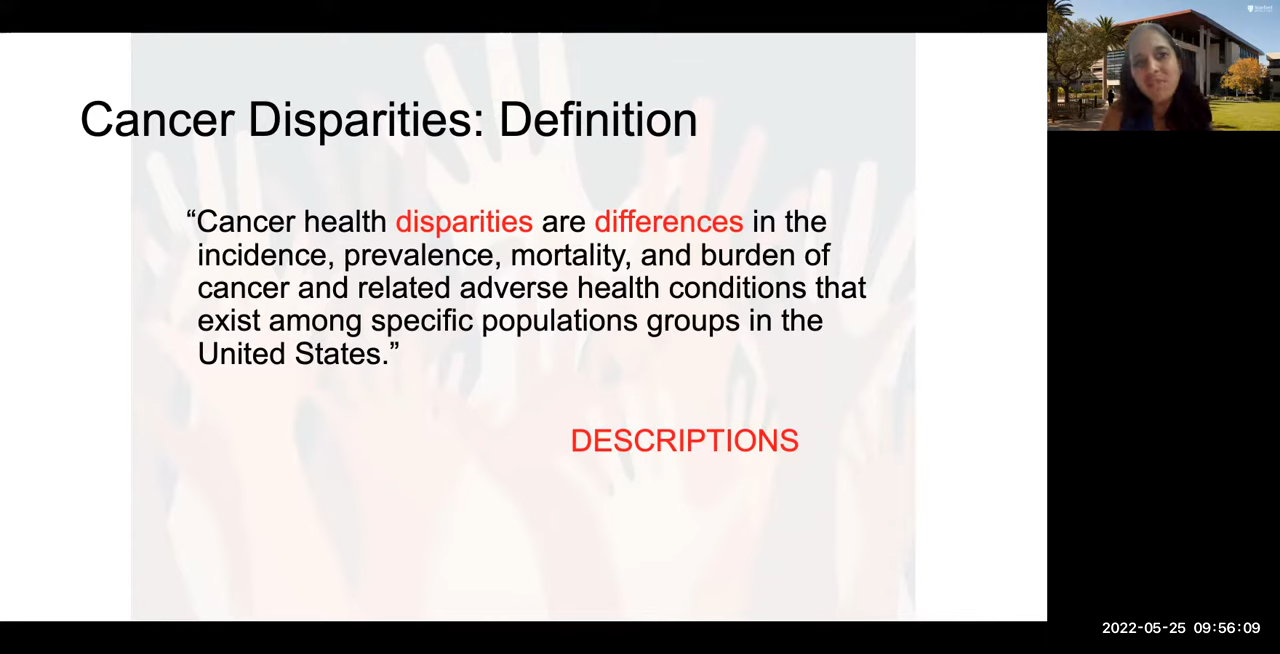 Cancer Disparities: Definition
“Cancer health disparities are differences in the
incidence, prevalence, mortality, and burden of
cancer and related adverse health conditions that
exist among specific populations groups in the
United States.”
DESCRIPTIONS
2022-05-25 09:56:09